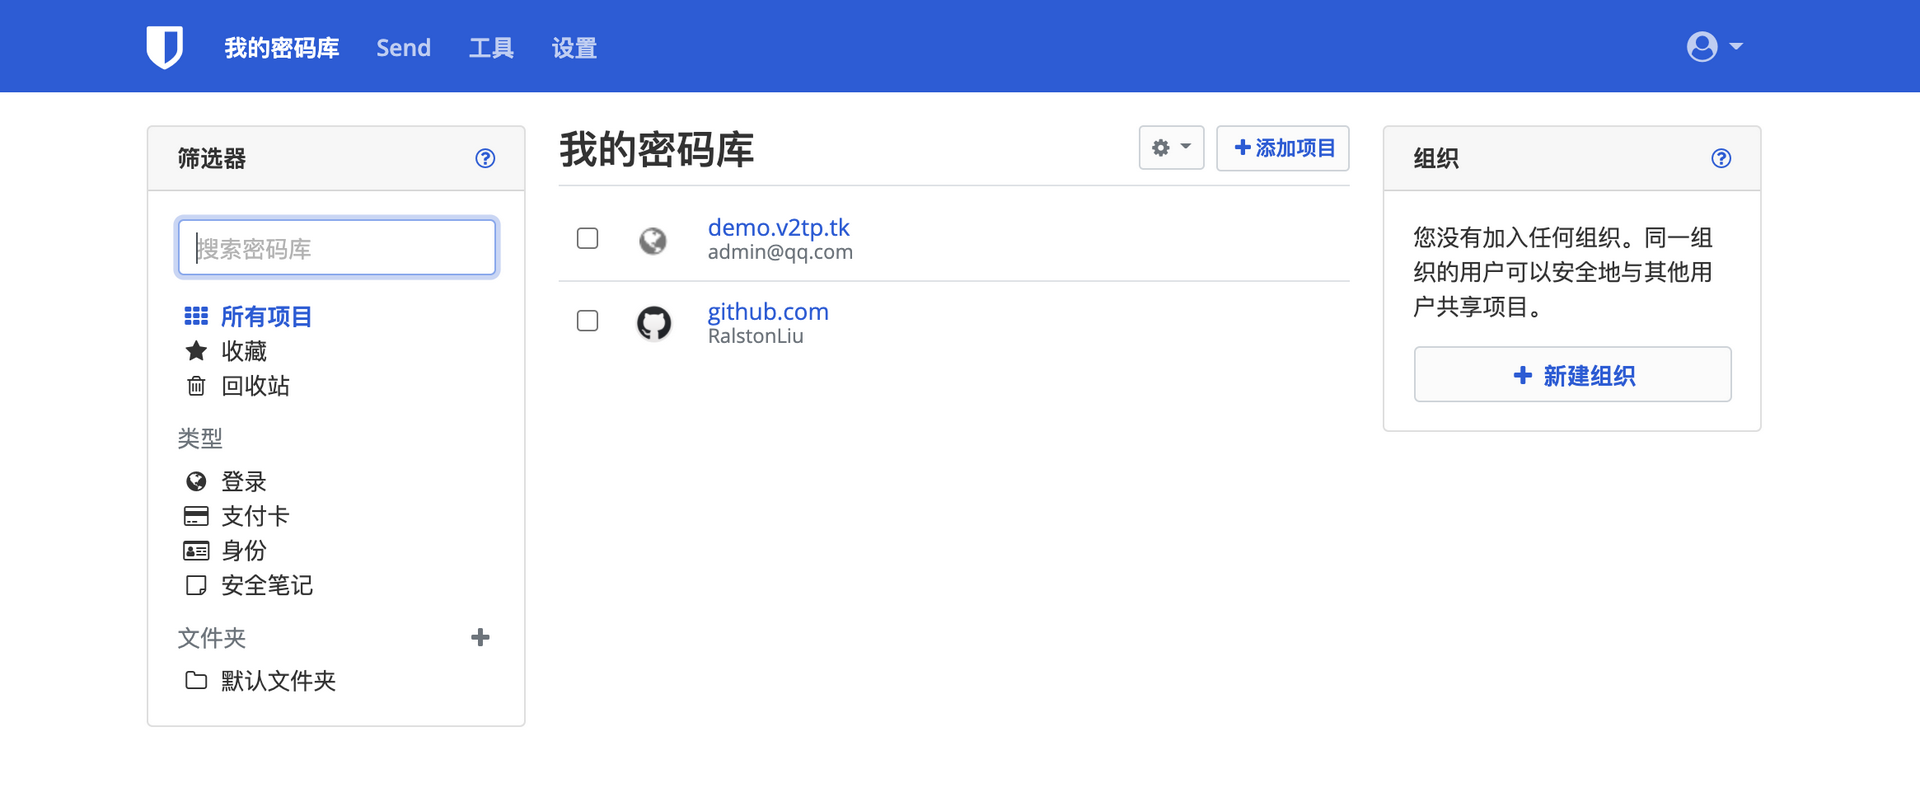 我的密码库 Send 工具 设置
筛选器
搜索密码库
所有项目
收藏
回收站
类型
登录
支付卡
身份
安全笔记
文件夹
默认文件夹
我的密码库
添加项目
demo.v2tp.tk
admin@qq.com
github.com
RalstonLiu
组织
您没有加入任何组织。同一组
织的用户可以安全地与其他用
户共享项目。
新建组织